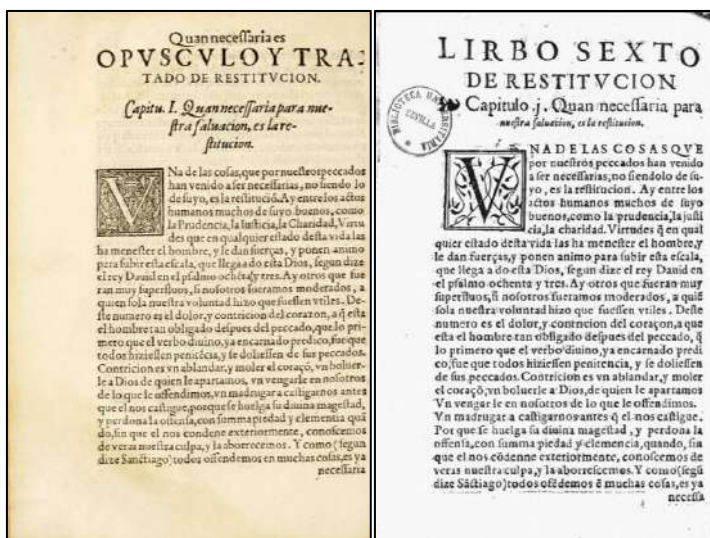 Quan necessaria es
OPVSCVLO Y TRA-
TADO DE RESTITVCION.
Capitu. I. Quan necessaria para nue-
stra saluacion, es la re-
stitucion.
VNa de las cosas, que por nuestros peccados
han venido a ser necessarias, no siendo lo
de suyo, es la restitució. Ay entre los actos
humanos muchos de suyo buenos, como
la Prudencia, la Iusticia, la Charidad, Virtu
des que en qualquier estado desta vida las
ha menester el hombre, y le dan fuerças, y ponen animo
para subir esta escala, que llega a do esta Dios, segun dize
el rey Dauid en el psalmo ochéta y tres. Ay otros que fue
ran muy superfluos, si nosotros fueramos moderados, a
quien sola nuestra voluntad hizo que fuessen vtiles. De-
ste numero es el dolor, y contricion del corazon, a q̃ esta
el hombre tan obligado despues del peccado, que lo pri-
mero que el verbo diuino, ya encarnado predico, fue que
todos hiziessen penitécia, y se doliessen de sus peccados.
Contricion es vn ablandar, y moler el coraçõ, vn boluer-
le a Dios de quien le apartamos, vn vengarle en nosotros
de lo que le offendimos, vn madrugar a castigarnos antes
que el nos castigue, porque se huelga su diuina magestad,
y perdona la offensa, con summa piedad y clemencia quã
do, sin que el nos condene exteriormente, conoscemos
de veras nuestra culpa, y la aborrecemos. Y como (segun
dize Sanctiago) todos offendemos en muchas cosas, es ya
necessaria
LIRBO SEXTO
DE RESTITVCION
Capitulo .j. Quan necessaria para
nuestra saluacion, es la restitucion.
BIBLIOTECA UNIVERSITARIA
SEVILLA
VNA DE LAS COSAS QVE
por nuestros peccados han venido
a ser necessarias, no siendolo de su-
yo, es la restitucion. Ay entre los
actos humanos muchos de suyo
buenos, como la prudencia, la justi
cia, la charidad. Virtudes q̃ en qual
quier estado desta vida las ha menester el hombre, y
le dan fuerças, y ponen animo para subir esta escala,
que llega a do esta Dios, segun dize el rey Dauid en
el psalmo ochenta y tres. Ay otros que fueran muy
superfluos, si nosotros fueramos moderados, a quié
sola nuestra voluntad hizo que fuessen vtiles. Deste
numero es el dolor, y contricion del coraçon, a que
esta el hombre tan obligado despues del peccado, q̃
lo primero que el verbo diuino, ya encarnado predi
co, fue que todos hiziessen penitencia, y se doliessen
de sus peccados. Contricion es vn ablandar, y moler
el coraçõ, vn boluerle a Dios, de quien le apartamos
Vn vengar le en nosotros de lo que le offendimos.
Vn madrugar a castigarnos antes q̃ el nos castigue.
Por que se huelga su diuina magestad, y perdona la
offensa, con summa piedad y clemencia, quando, sin
que el nos cõdenne exteriormente, conoscemos de
veras nuestra culpa, y la aborrescemos. Y como (segũ
dize Sãctiago) todos ofédemos é muchas cosas, es ya
necessa